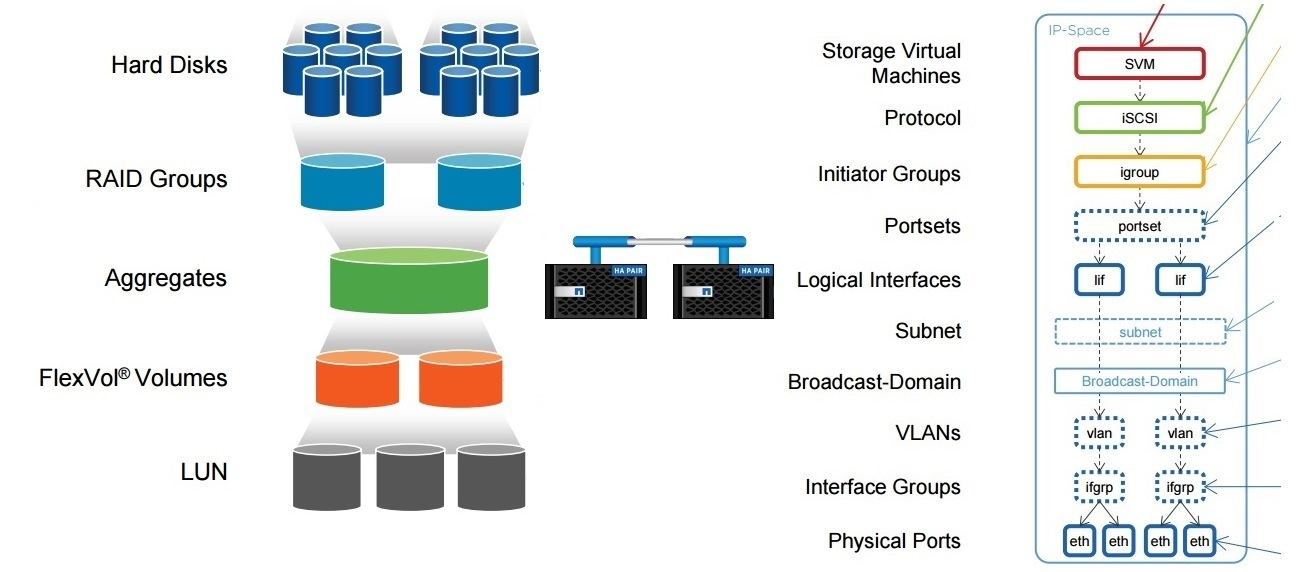 Hard Disks
RAID Groups
Aggregates
FlexVol® Volumes
LUN
HA PAIR
HA PAIR
Storage Virtual
Machines
Protocol
Initiator Groups
Portsets
Logical Interfaces
Subnet
Broadcast-Domain
VLANs
Interface Groups
Physical Ports
IP-Space
SVM
iSCSI
igroup
portset
lif lif
subnet
Broadcast-Domain
vlan vlan
ifgrp ifgrp
eth eth eth eth